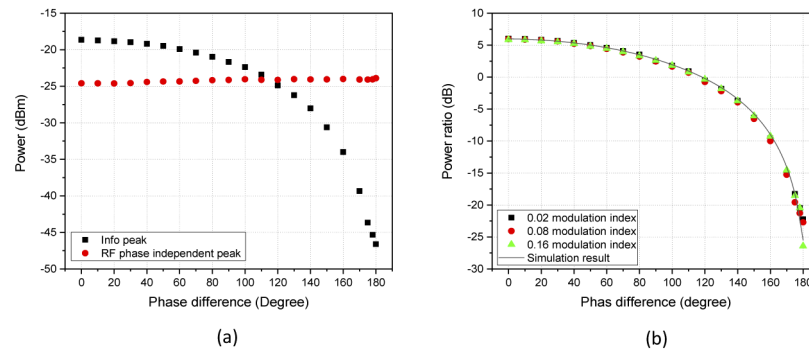 -15
-20
-25
-30
-35
-40
-45
-50
Power (dBm)
Info peak
RF phase independent peak
0 20 40 60 80 100 120 140 160 180
Phase difference (Degree)
(a)
10
5
0
-5
-10
-15
-20
-25
-30
Power ratio (dB)
0.02 modulation index
0.08 modulation index
0.16 modulation index
Simulation result
0 20 40 60 80 100 120 140 160 180
Phas difference (degree)
(b)